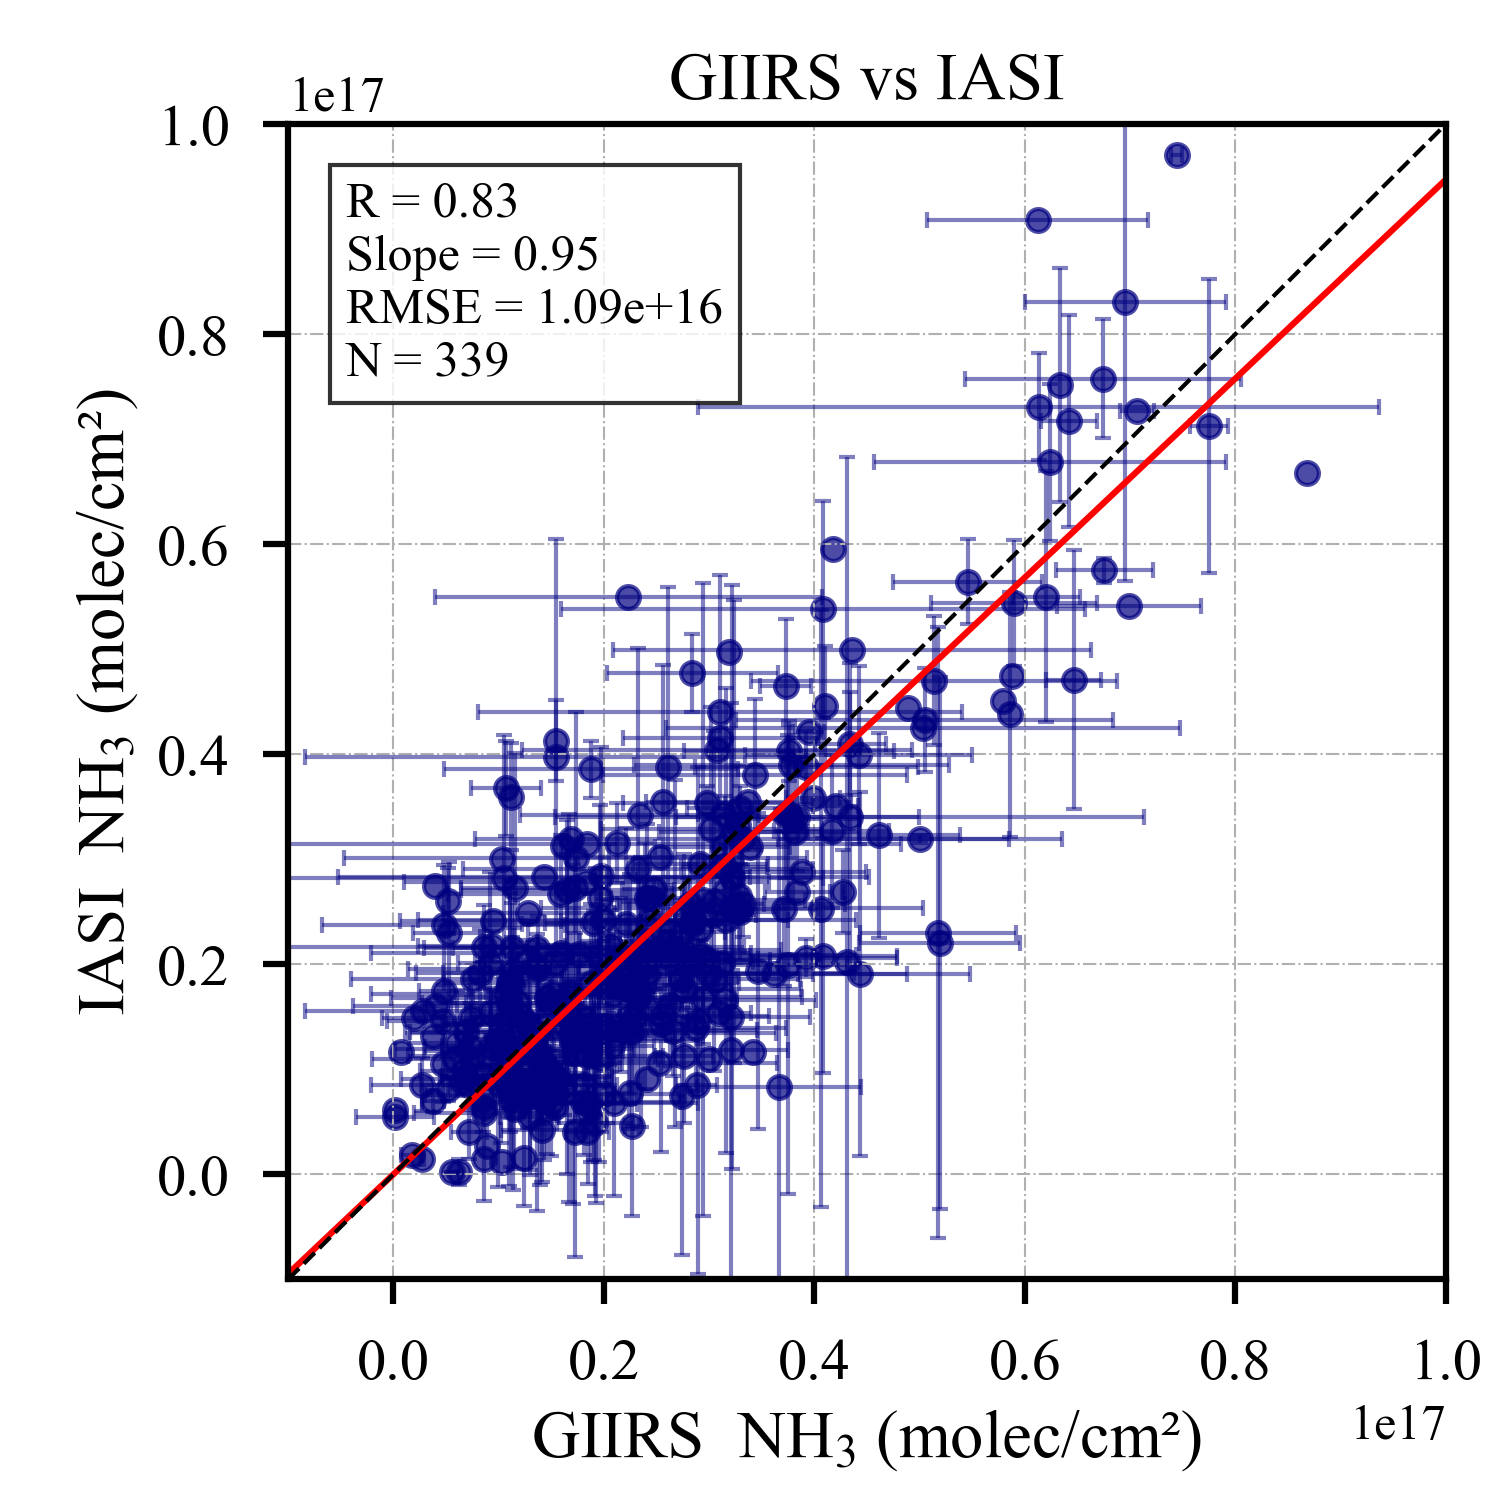 GIIRS vs IASI
1e17
R = 0.83
Slope = 0.95
RMSE = 1.09e+16
N = 339
IASI NH₃ (molec/cm²)
1.0
0.8
0.6
0.4
0.2
0.0
0.0 0.2 0.4 0.6 0.8 1.0
1e17
GIIRS NH₃ (molec/cm²)